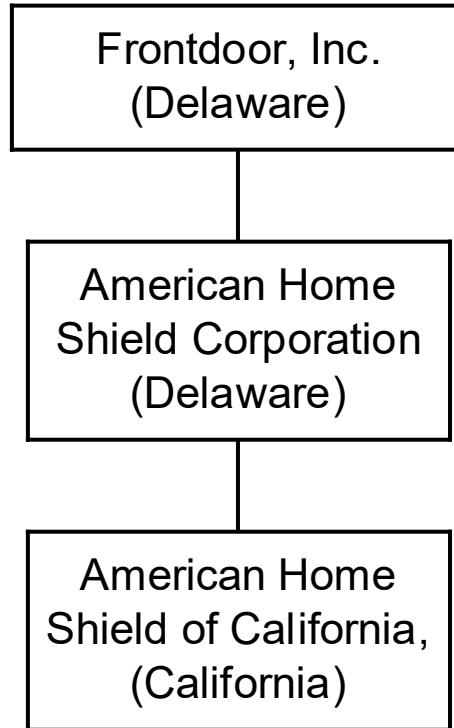 Frontdoor, Inc.
(Delaware)
American Home
Shield Corporation
(Delaware)
American Home
Shield of California,
(California)